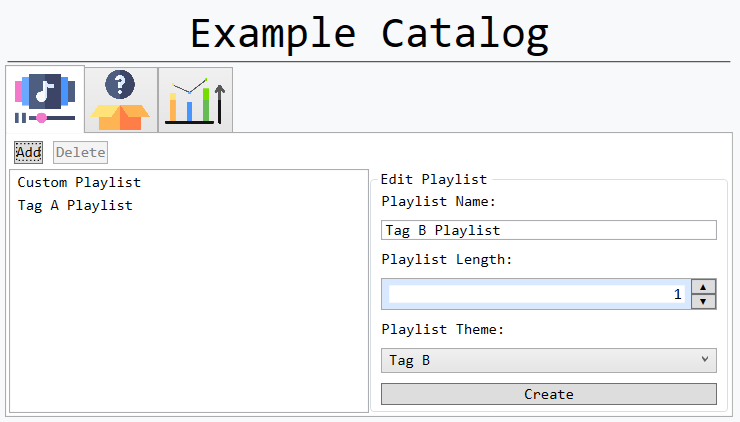 Example Catalog
?
Add Delete
Custom Playlist
Tag A Playlist
Edit Playlist
Playlist Name:
Tag B Playlist
Playlist Length:
1
Playlist Theme:
Tag B
Create